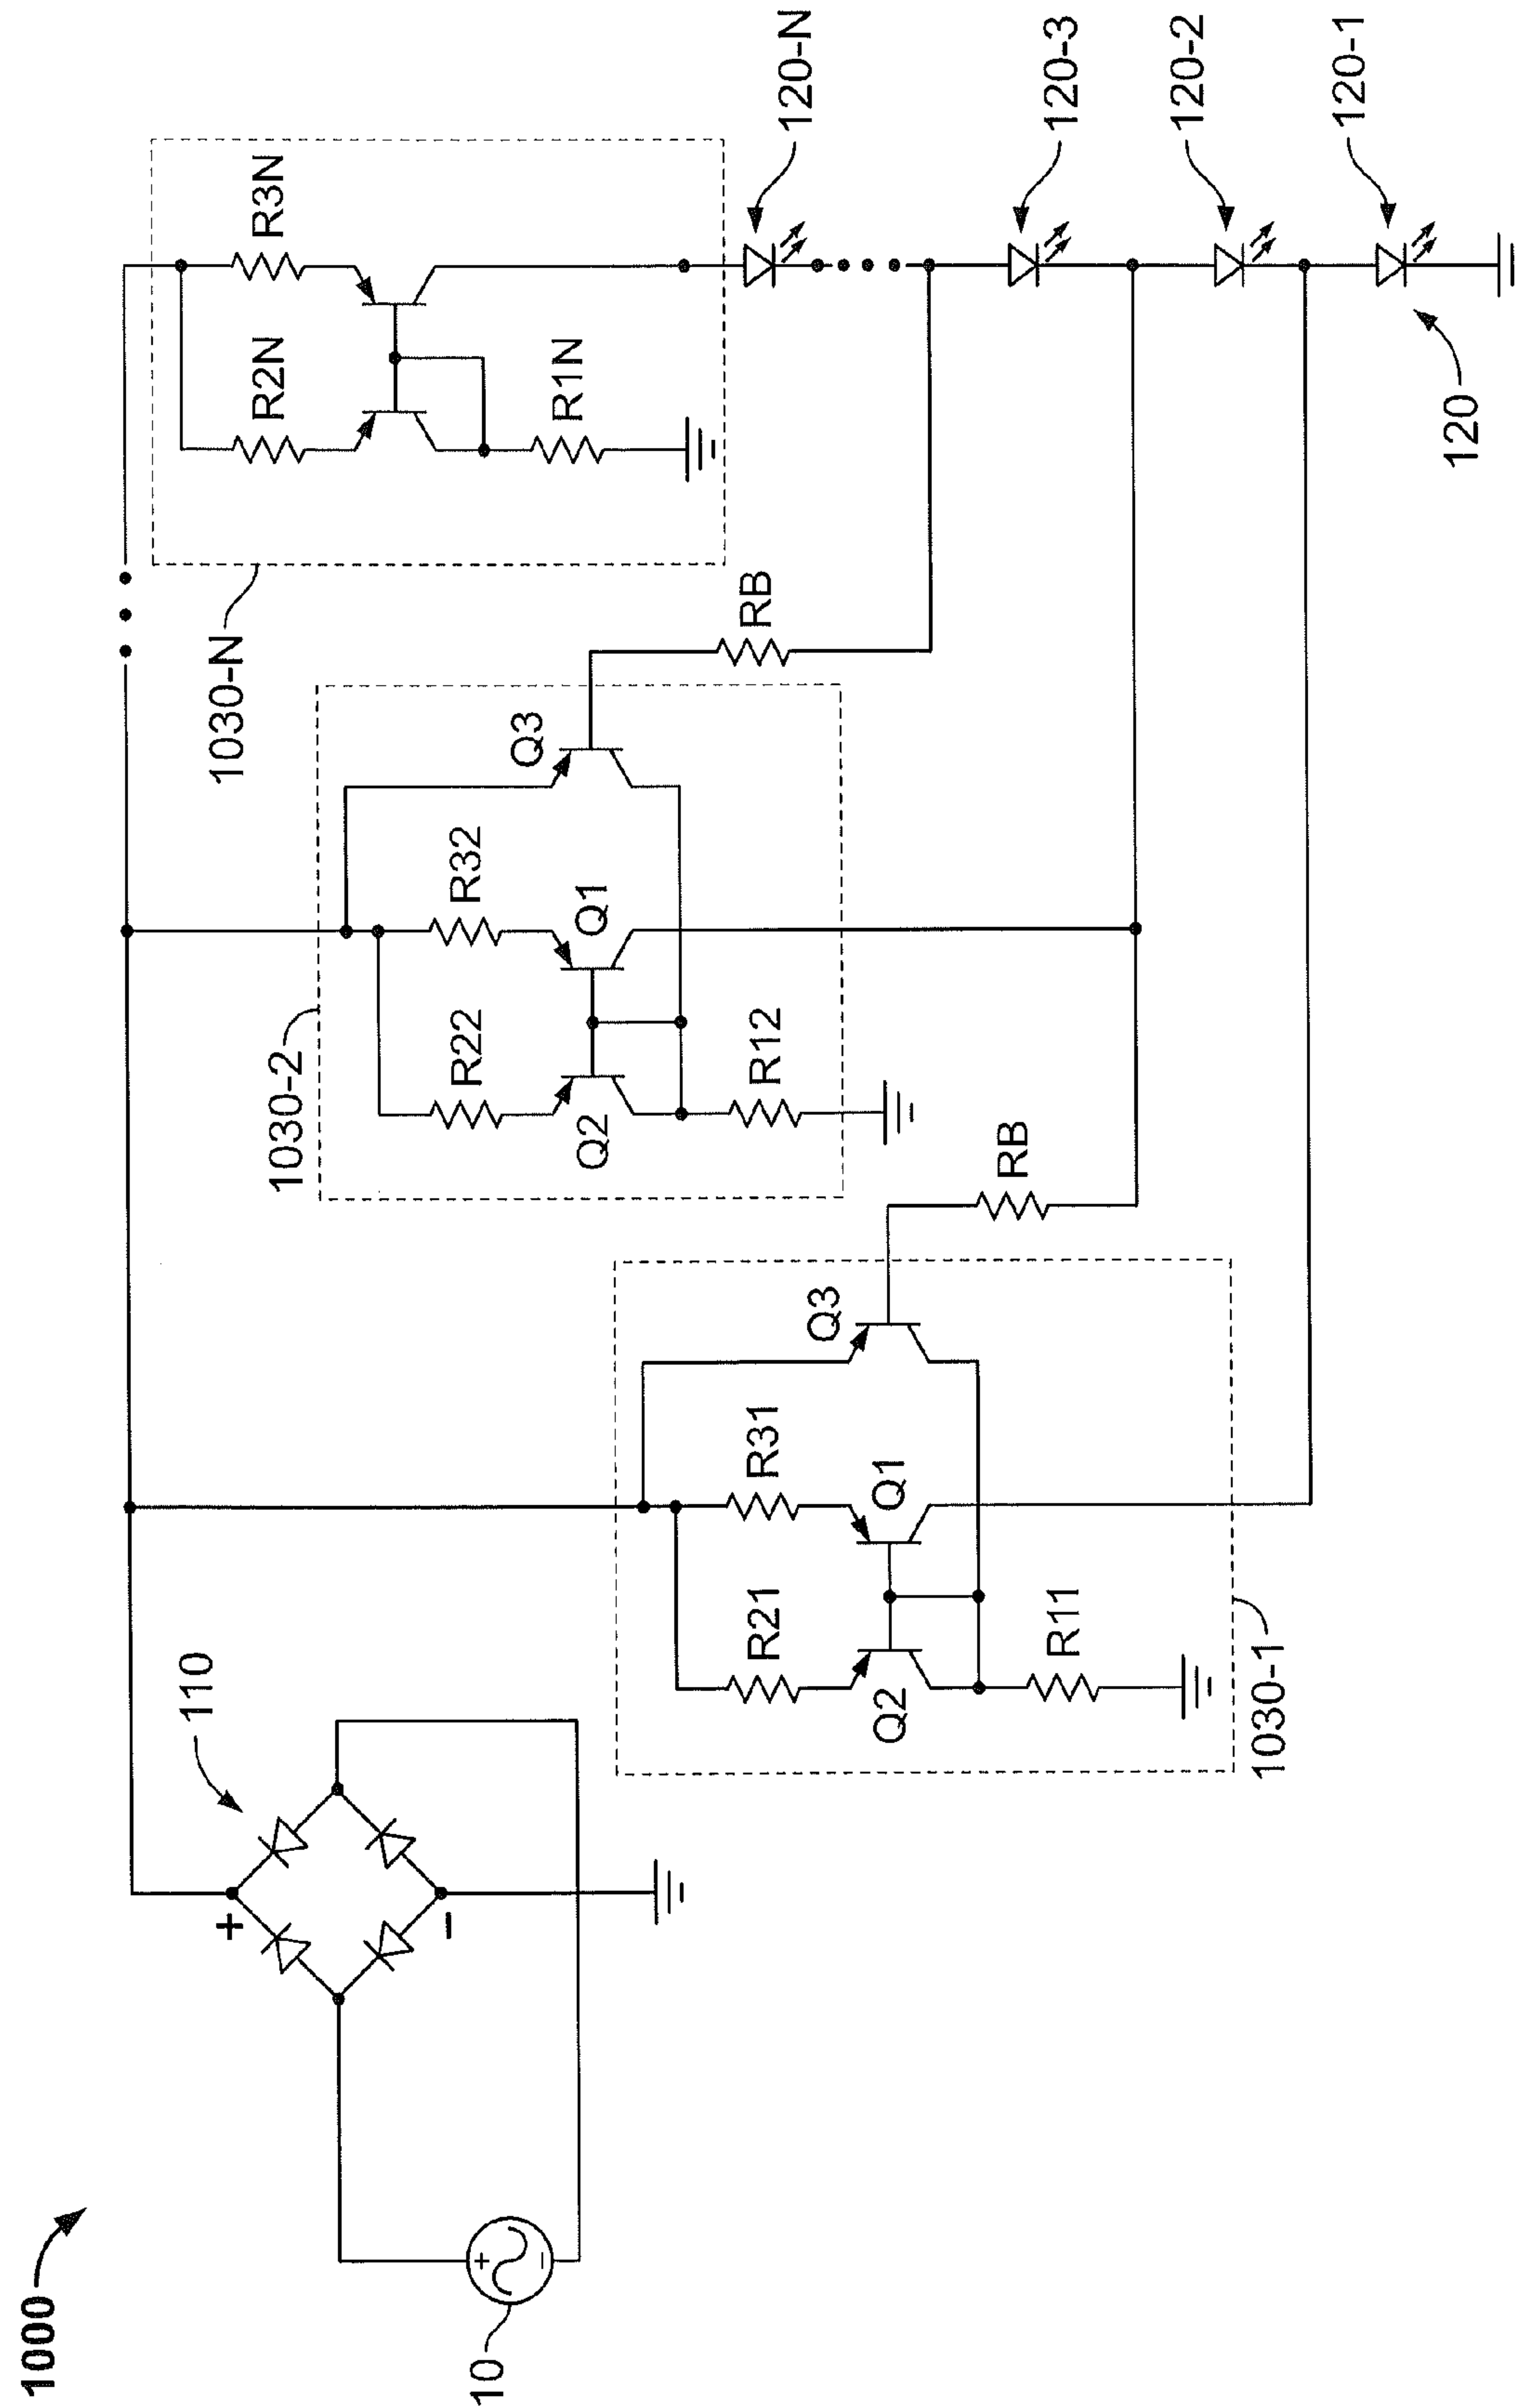 1000
10
+
−
110
+
−
1030-1
R21
R31
Q2
Q1
Q3
R11
RB
1030-2
R22
R32
Q2
Q1
Q3
R12
RB
1030-N
R2N
R3N
R1N
120-N
120-3
120-2
120-1
120